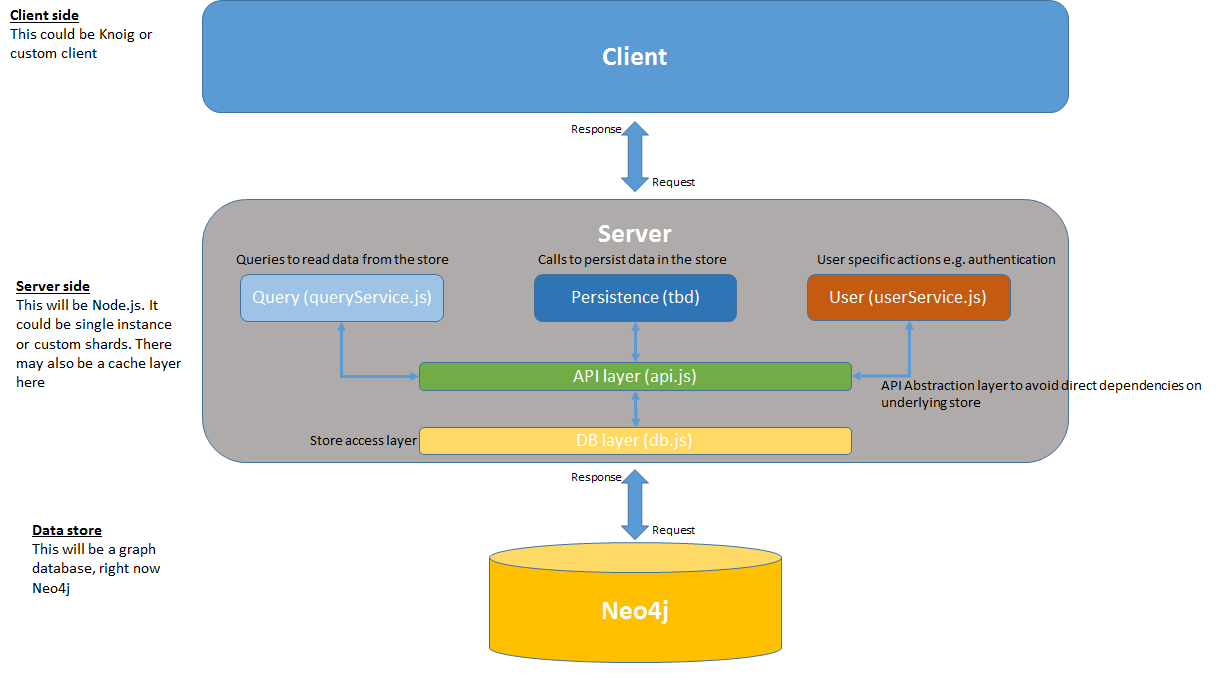 Client side
This could be Knoig or
custom client
Client
Response
Request
Server
Queries to read data from the store
Calls to persist data in the store
User specific actions e.g. authentication
Query (queryService.js)
Persistence (tbd)
User (userService.js)
Server side
This will be Node.js. It
could be single instance
or custom shards. There
may also be a cache layer
here
API layer (api.js)
API Abstraction layer to avoid direct dependencies on
underlying store
Store access layer
DB layer (db.js)
Response
Request
Data store
This will be a graph
database, right now
Neo4j
Neo4j